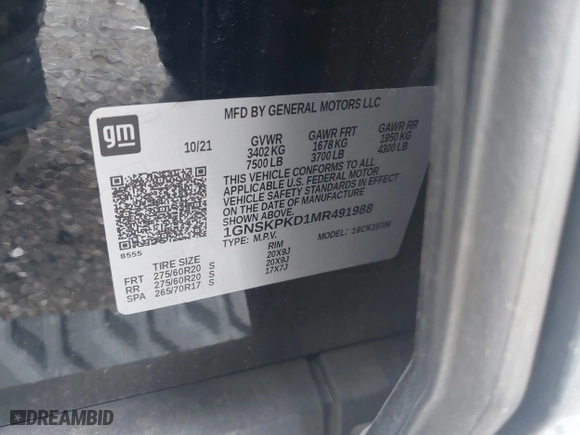 gm
MFD BY GENERAL MOTORS LLC
10/21
GVWR GAWR FRT GAWR RR
3402 KG 1678 KG 1950 KG
7500 LB 3700 LB 4300 LB
THIS VEHICLE CONFORMS TO ALL
APPLICABLE U.S. FEDERAL MOTOR
VEHICLE SAFETY STANDARDS IN EFFECT
ON THE DATE OF MANUFACTURE
SHOWN ABOVE.
1GNSKPKD1MR491988
TYPE: M.P.V. MODEL:
8555
TIRE SIZE RIM
FRT 275/60R20 S 20X9J
RR 275/60R20 S 20X9J
SPA 265/70R17 S 17X7J
DREAMBID